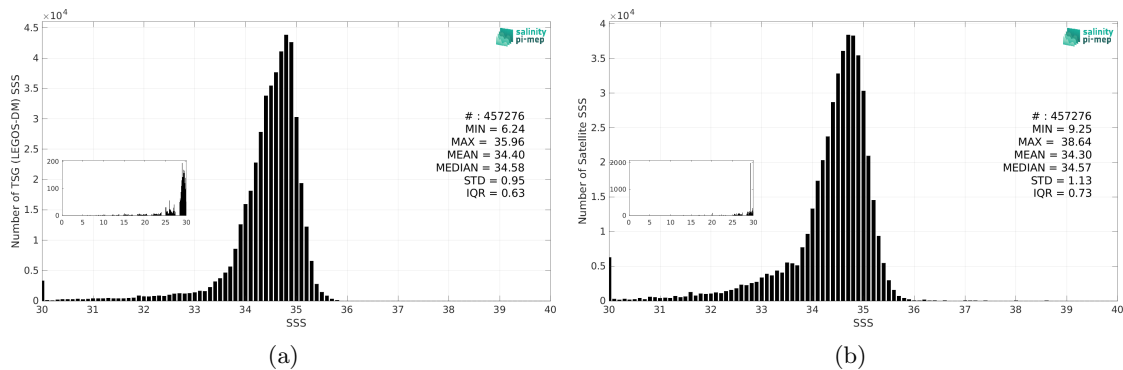 ×10⁴
4.5
4
3.5
3
2.5
2
1.5
1
0.5
0
Number of TSG (LEGOS-DM) SSS
salinity
pi-mep
# : 457276
MIN = 6.24
MAX = 35.96
MEAN = 34.40
MEDIAN = 34.58
STD = 0.95
IQR = 0.63
200
100
0
0 5 10 15 20 25 30
30 31 32 33 34 35 36 37 38 39 40
SSS
(a)
×10⁴
4
3.5
3
2.5
2
1.5
1
0.5
0
Number of Satellite SSS
salinity
pi-mep
# : 457276
MIN = 9.25
MAX = 38.64
MEAN = 34.30
MEDIAN = 34.57
STD = 1.13
IQR = 0.73
2000
1000
0
0 5 10 15 20 25 30
30 31 32 33 34 35 36 37 38 39 40
SSS
(b)